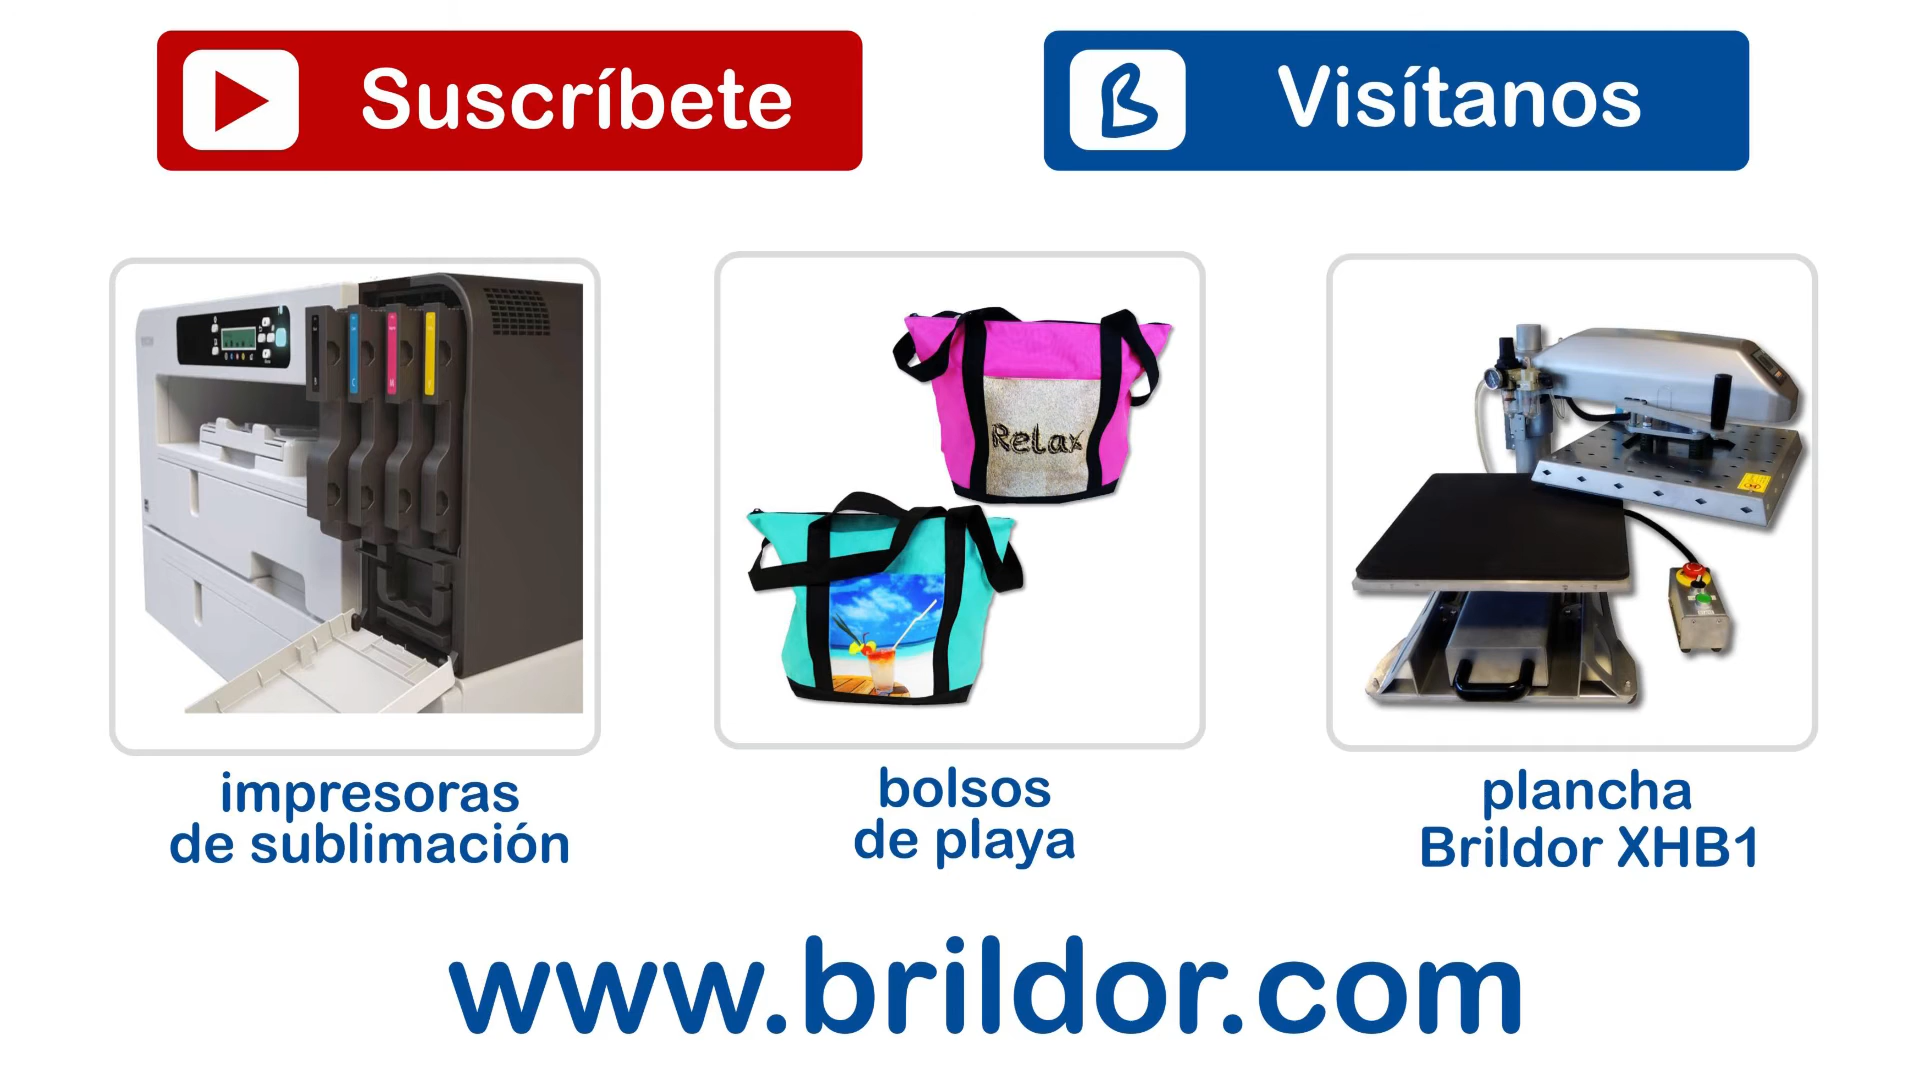 Suscríbete
B Visítanos
Relax
impresoras
de sublimación
bolsos
de playa
plancha
Brildor XHB1
www.brildor.com